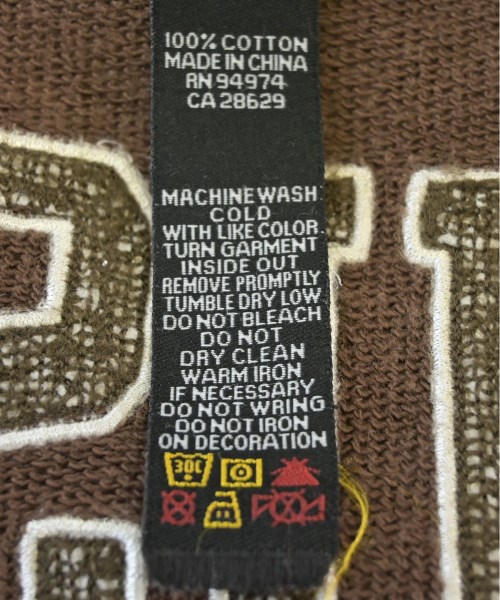 100% COTTON
MADE IN CHINA
RN 94974
CA 28629
MACHINE WASH
COLD
WITH LIKE COLOR
TURN GARMENT
INSIDE OUT
REMOVE PROMPTLY
TUMBLE DRY LOW
DO NOT BLEACH
DO NOT
DRY CLEAN
WARM IRON
IF NECESSARY
DO NOT WRING
DO NOT IRON
ON DECORATION
30C